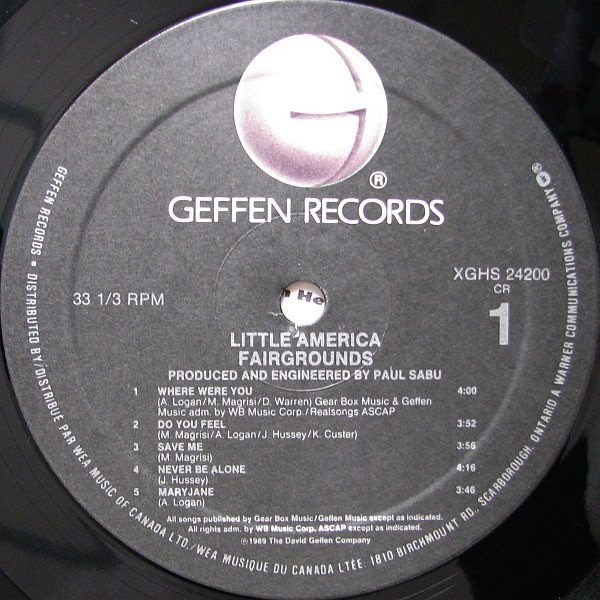 ®
GEFFEN RECORDS
33 1/3 RPM
XGHS 24200
CR
1
n He
LITTLE AMERICA
FAIRGROUNDS
PRODUCED AND ENGINEERED BY PAUL SABU
1 WHERE WERE YOU 4:00
(A. Logan/M. Magrisi/D. Warren) Gear Box Music & Geffen
Music adm. by WB Music Corp./Realsongs ASCAP
2 DO YOU FEEL 3:52
(M. Magrisi/A. Logan/J. Hussey/K. Custer)
3 SAVE ME 3:56
(M. Magrisi)
4 NEVER BE ALONE 4:16
(J. Hussey)
5 MARYJANE 3:46
(A. Logan)
All songs published by Gear Box Music/Geffen Music except as indicated.
All rights adm. by WB Music Corp. ASCAP except as indicated.
℗1989 The David Geffen Company
GEFFEN RECORDS • DISTRIBUTED BY/DISTRIBUÉ PAR WEA MUSIC OF CANADA LTD./WEA MUSIQUE DU CANADA LTÉE. 1810 BIRCHMOUNT RD., SCARBOROUGH, ONTARIO A WARNER COMMUNICATIONS COMPANY